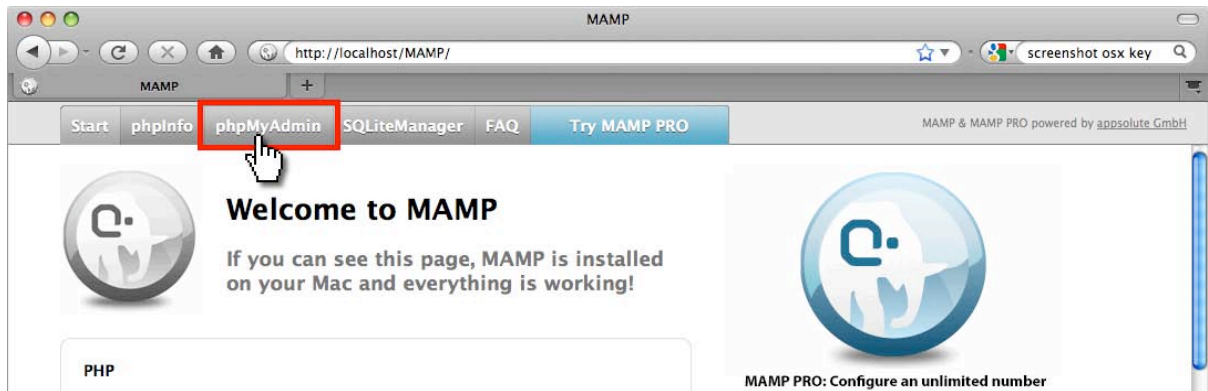 MAMP
http://localhost/MAMP/
screenshot osx key
MAMP
Start phpInfo phpMyAdmin SQLiteManager FAQ Try MAMP PRO
MAMP & MAMP PRO powered by appsolute GmbH
Welcome to MAMP
If you can see this page, MAMP is installed
on your Mac and everything is working!
PHP
MAMP PRO: Configure an unlimited number